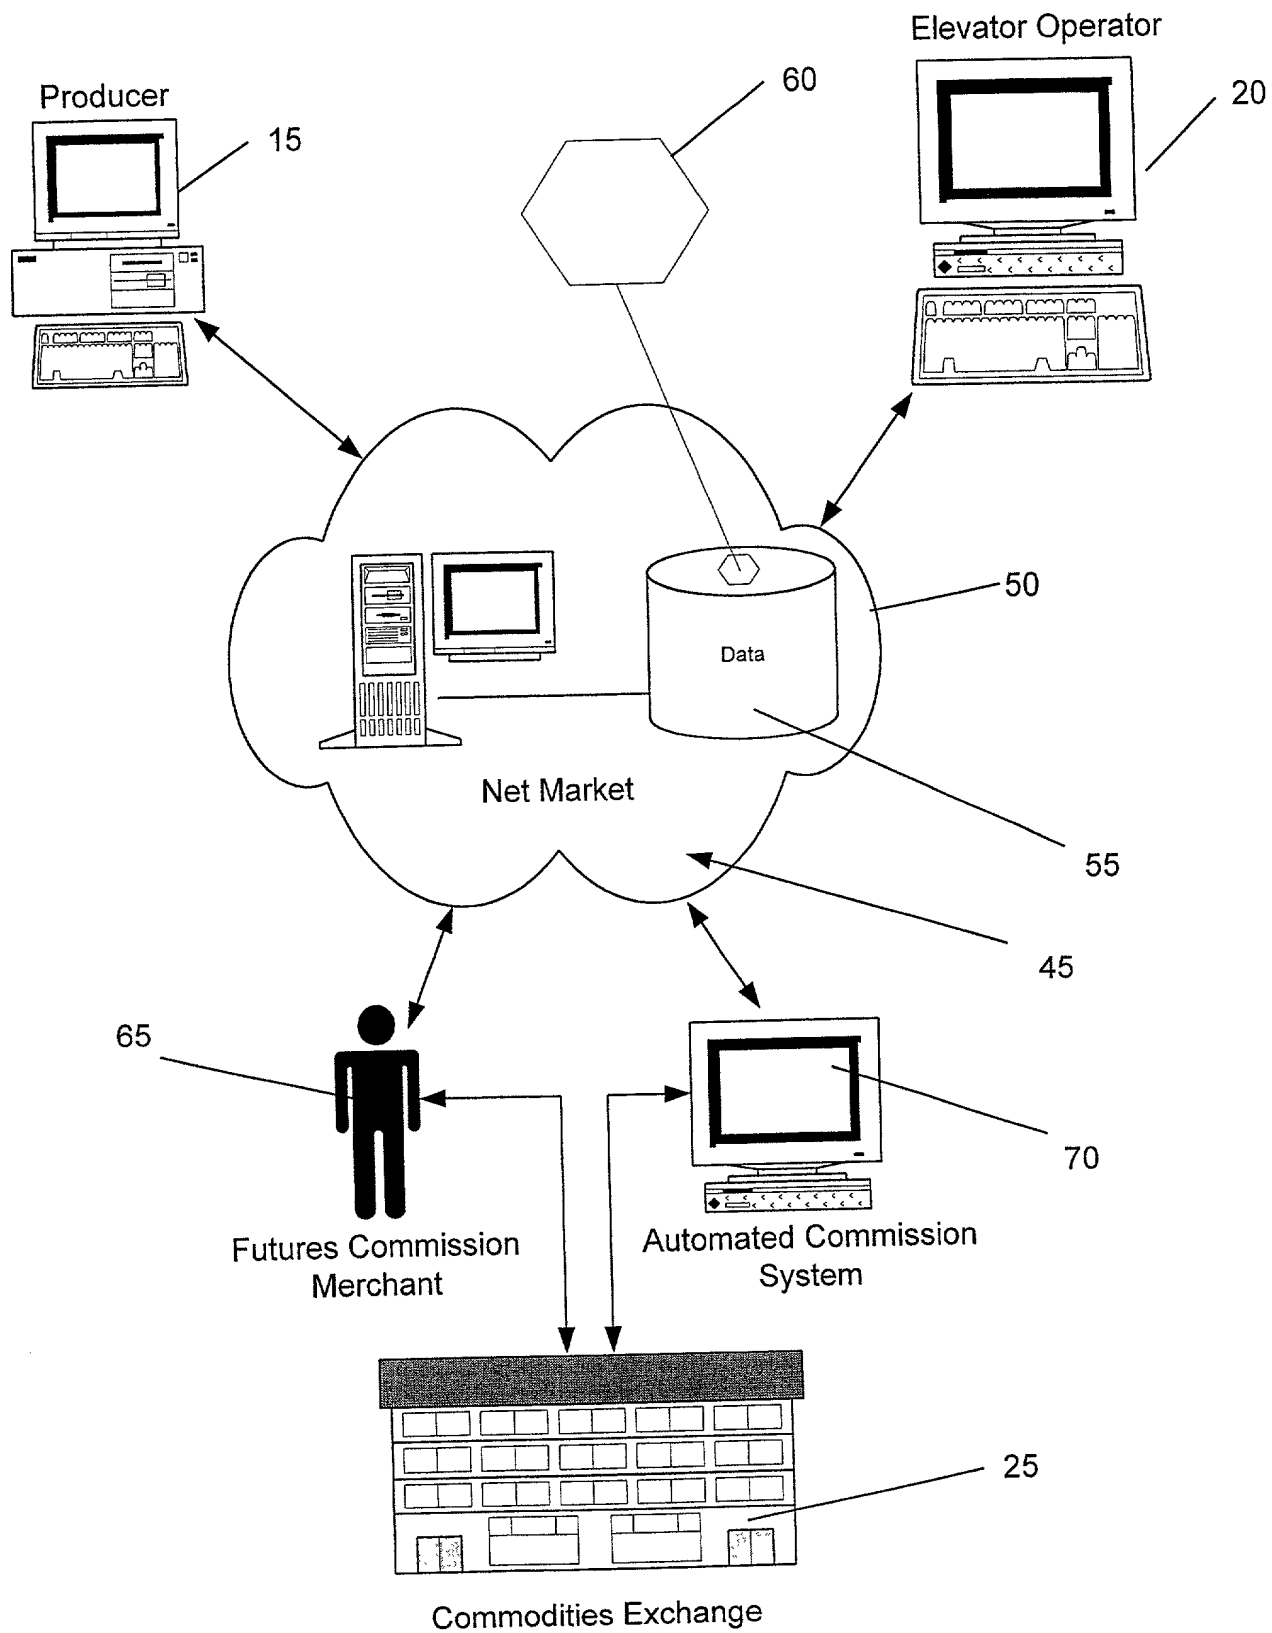 Elevator Operator
60
20
Producer
15
50
Data
Net Market
55
45
65
70
Futures Commission
Merchant
Automated Commission
System
25
Commodities Exchange